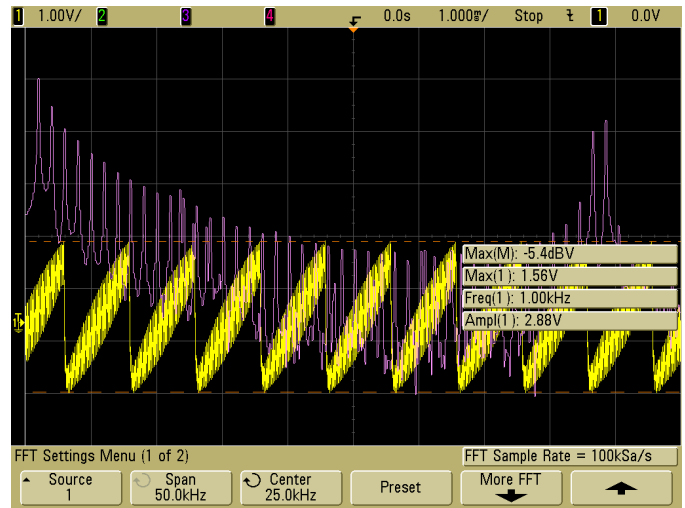 1 1.00V/ 2 3 4 0.0s 1.000▯/ Stop 1 0.0V
T
1
Max(M): -5.4dBV
Max(1): 1.56V
Freq(1): 1.00kHz
Ampl(1): 2.88V
FFT Settings Menu (1 of 2) FFT Sample Rate = 100kSa/s
Source Span Center Preset More FFT
1 50.0kHz 25.0kHz